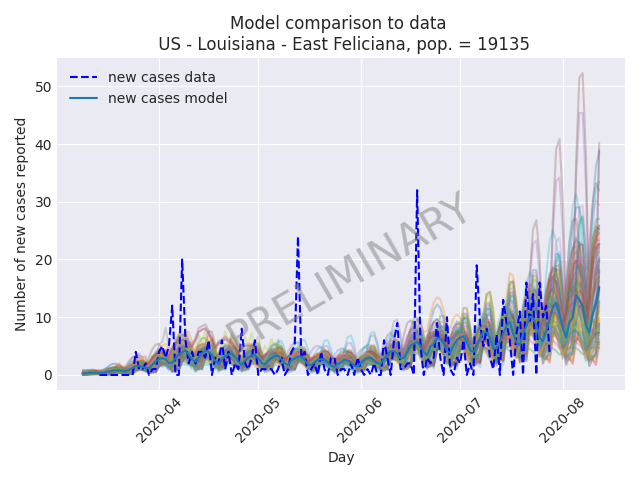 Model comparison to data
US - Louisiana - East Feliciana, pop. = 19135
new cases data
new cases model
PRELIMINARY
Number of new cases reported
50
40
30
20
10
0
2020-04
2020-05
2020-06
2020-07
2020-08
Day